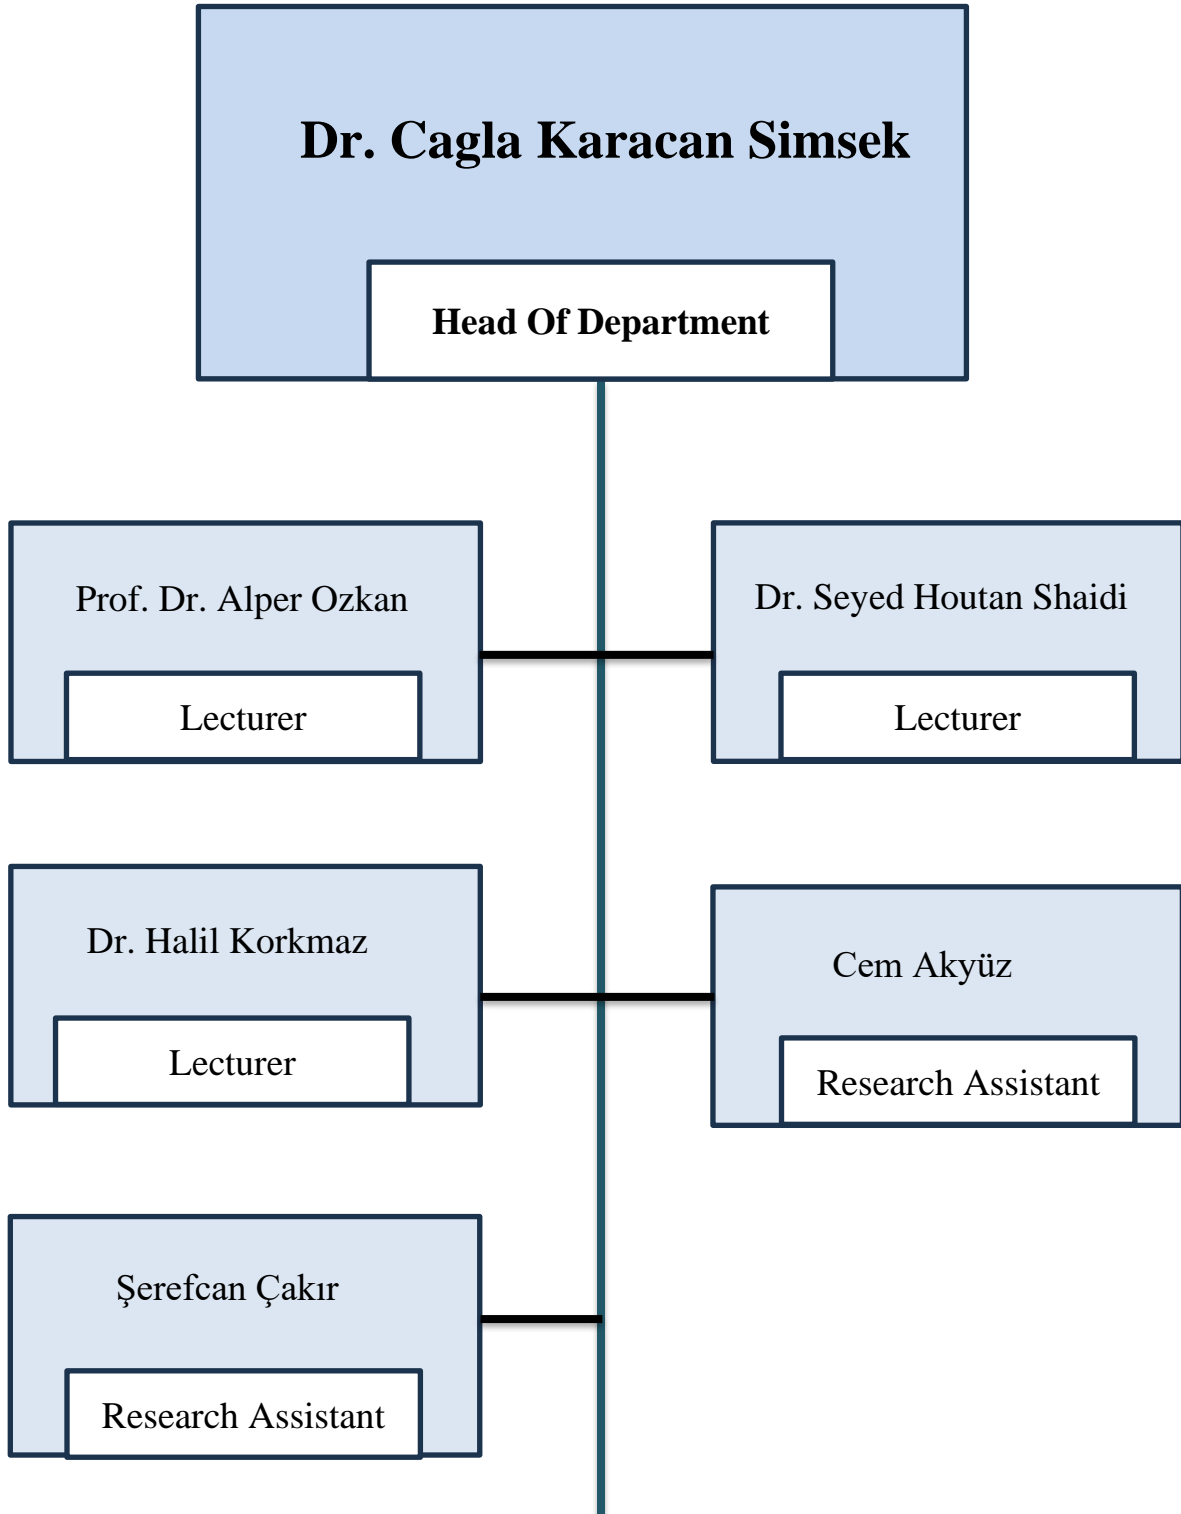 Dr. Cagla Karacan Simsek
Head Of Department
Prof. Dr. Alper Ozkan
Lecturer
Dr. Seyed Houtan Shaidi
Lecturer
Dr. Halil Korkmaz
Lecturer
Cem Akyüz
Research Assistant
Şerefcan Çakır
Research Assistant